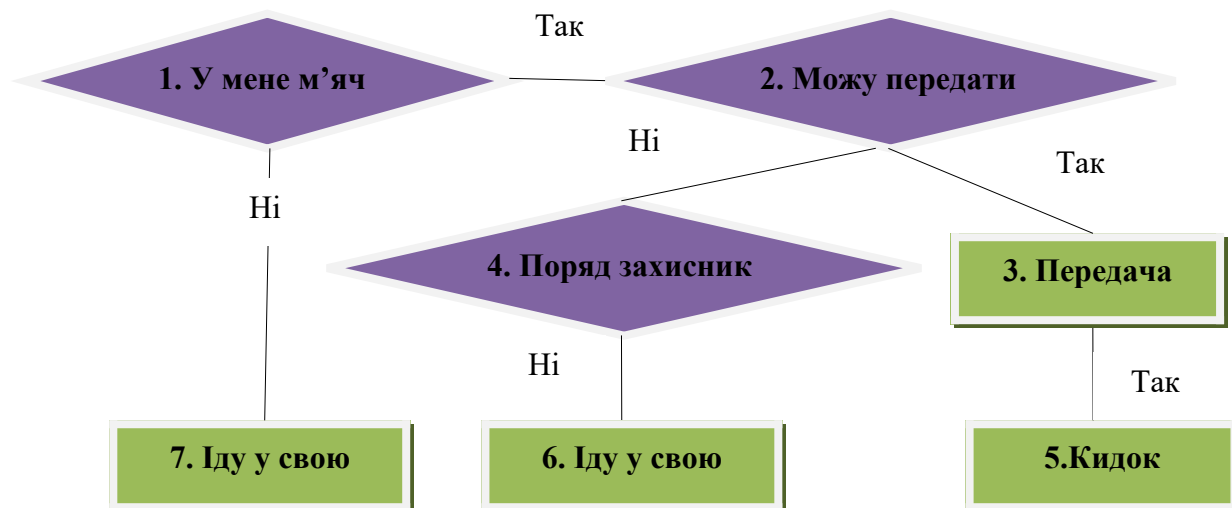 Так
1. У мене м’яч
2. Можу передати
Ні
Так
Ні
4. Поряд захисник
3. Передача
Ні
Так
7. Іду у свою
6. Іду у свою
5.Кидок